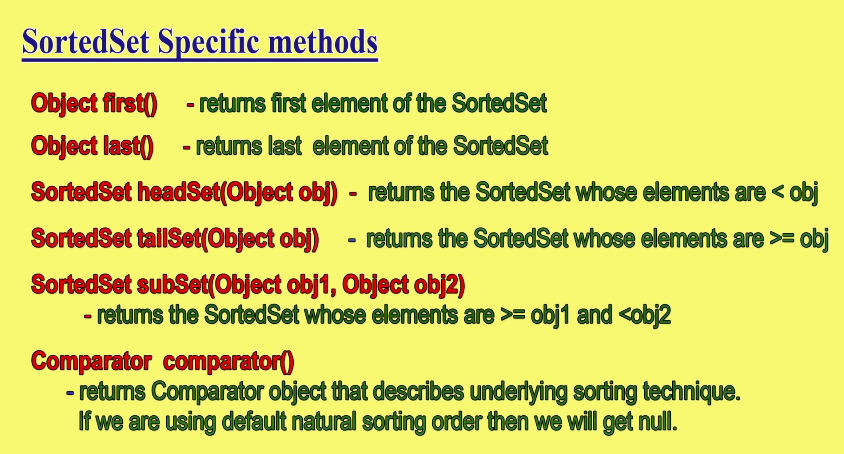 SortedSet Specific methods
Object first() - returns first element of the SortedSet
Object last() - returns last element of the SortedSet
SortedSet headSet(Object obj) - returns the SortedSet whose elements are < obj
SortedSet tailSet(Object obj) - returns the SortedSet whose elements are >= obj
SortedSet subSet(Object obj1, Object obj2)
- returns the SortedSet whose elements are >= obj1 and <obj2
Comparator comparator()
- returns Comparator object that describes underlying sorting technique.
If we are using default natural sorting order then we will get null.